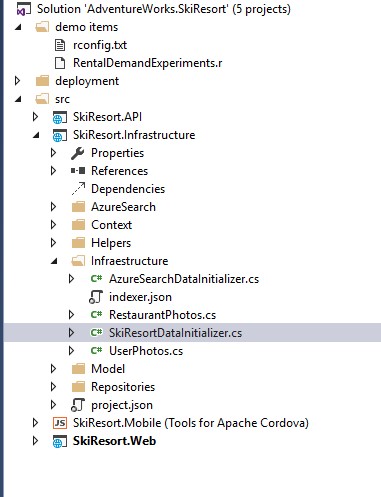 Solution 'AdventureWorks.SkiResort' (5 projects)
demo items
rconfig.txt
RentalDemandExperiments.r
deployment
src
SkiResort.API
SkiResort.Infrastructure
Properties
References
Dependencies
AzureSearch
Context
Helpers
Infraestructure
C# AzureSearchDataInitializer.cs
indexer.json
C# RestaurantPhotos.cs
C# SkiResortDataInitializer.cs
C# UserPhotos.cs
Model
Repositories
project.json
JS SkiResort.Mobile (Tools for Apache Cordova)
SkiResort.Web